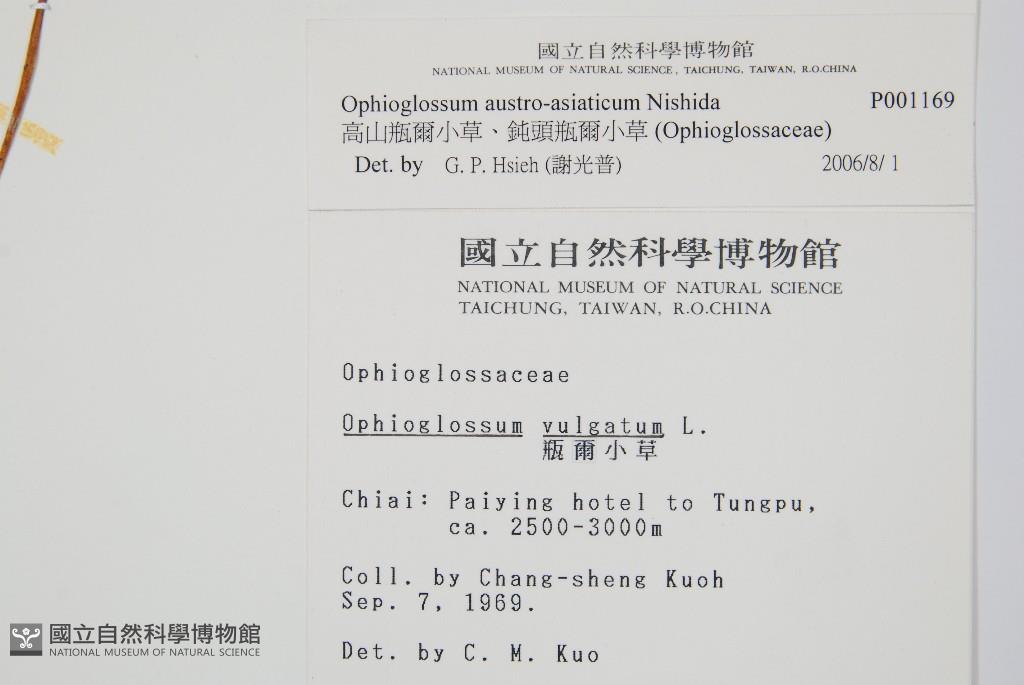 國立自然科學博物館
NATIONAL MUSEUM OF NATURAL SCIENCE, TAICHUNG, TAIWAN, R.O.CHINA
Ophioglossum austro-asiaticum Nishida P001169
高山瓶爾小草、鈍頭瓶爾小草 (Ophioglossaceae)
Det. by G. P. Hsieh (謝光普) 2006/8/ 1
國立自然科學博物館
NATIONAL MUSEUM OF NATURAL SCIENCE
TAICHUNG, TAIWAN, R.O.CHINA
Ophioglossaceae
Ophioglossum vulgatum L.
瓶爾小草
Chiai: Paiying hotel to Tungpu,
ca. 2500-3000m
Coll. by Chang-sheng Kuoh
Sep. 7, 1969.
Det. by C. M. Kuo
國立自然科學博物館
NATIONAL MUSEUM OF NATURAL SCIENCE